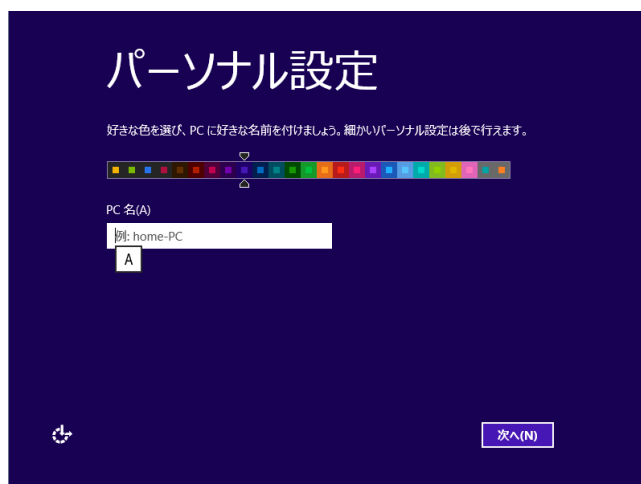 パーソナル設定
好きな色を選び、PC に好きな名前を付けましょう。細かいパーソナル設定は後で行えます。
PC 名(A)
例: home-PC
A
次へ(N)